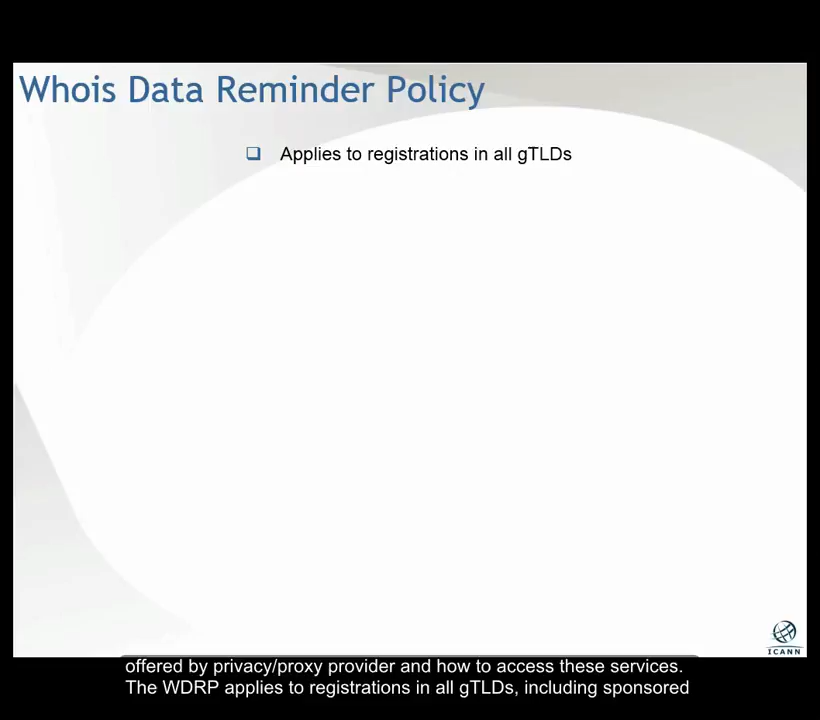 Whois Data Reminder Policy
Applies to registrations in all gTLDs
ICANN
offered by privacy/proxy provider and how to access these services.
The WDRP applies to registrations in all gTLDs, including sponsored